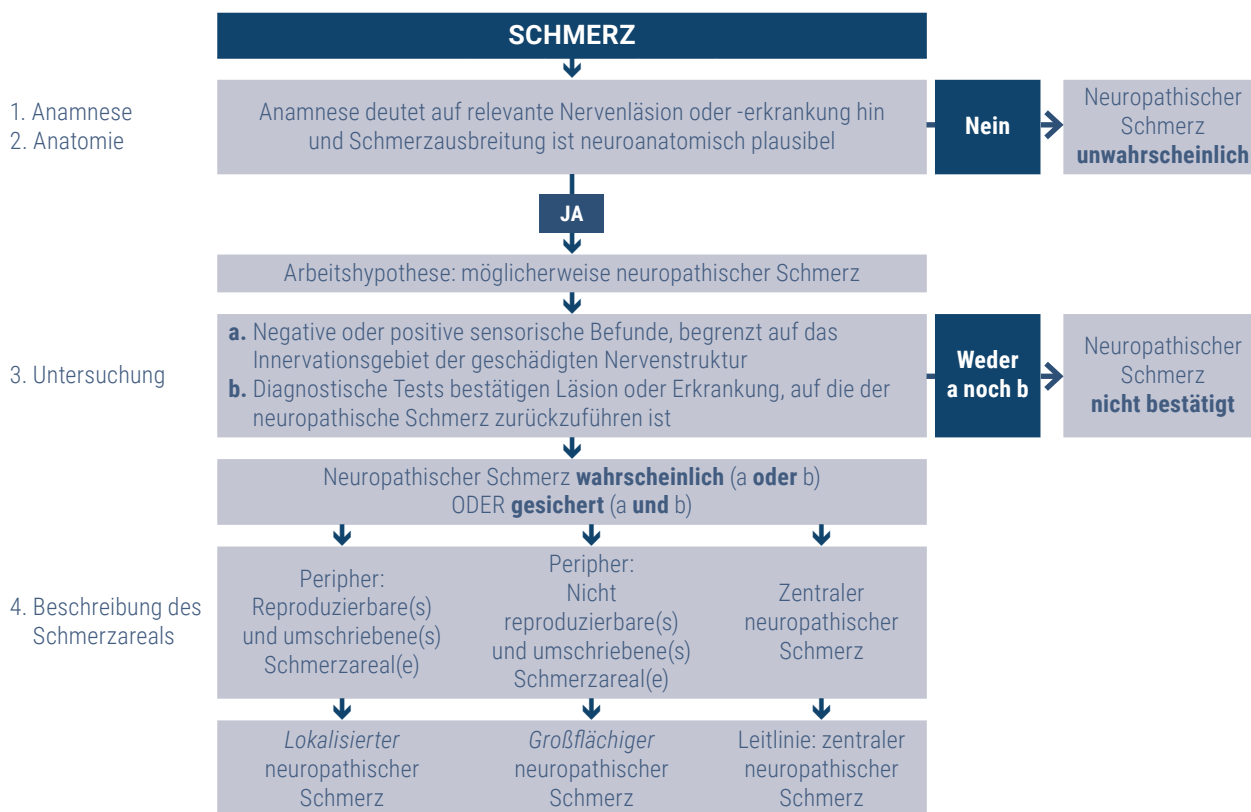 SCHMERZ
1. Anamnese
2. Anatomie
Anamnese deutet auf relevante Nervenläsion oder -erkrankung hin
und Schmerzausbreitung ist neuroanatomisch plausibel
Nein
Neuropathischer
Schmerz
unwahrscheinlich
JA
Arbeitshypothese: möglicherweise neuropathischer Schmerz
3. Untersuchung
a. Negative oder positive sensorische Befunde, begrenzt auf das
Innervationsgebiet der geschädigten Nervenstruktur
b. Diagnostische Tests bestätigen Läsion oder Erkrankung, auf die der
neuropathische Schmerz zurückzuführen ist
Weder
a noch b
Neuropathischer
Schmerz
nicht bestätigt
Neuropathischer Schmerz wahrscheinlich (a oder b)
ODER gesichert (a und b)
4. Beschreibung des
Schmerzareals
Peripher:
Reproduzierbare(s)
und umschriebene(s)
Schmerzareal(e)
Peripher:
Nicht
reproduzierbare(s)
und umschriebene(s)
Schmerzareal(e)
Zentraler
neuropathischer
Schmerz
Lokalisierter
neuropathischer
Schmerz
Großflächiger
neuropathischer
Schmerz
Leitlinie: zentraler
neuropathischer
Schmerz